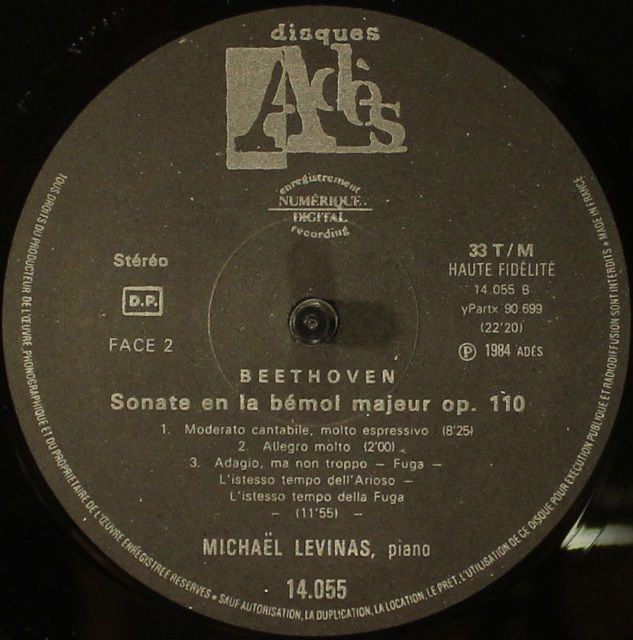 disques
Adès
enregistrement
NUMÉRIQUE
DIGITAL
recording
Stéréo
D.P.
FACE 2
33 T/M
HAUTE FIDÉLITÉ
14.055 B
yPartx 90.699
(22'20)
Ⓟ 1984 ADÈS
BEETHOVEN
Sonate en la bémol majeur op. 110
1. Moderato cantabile, molto espressivo (8'25)
2. Allegro molto (2'00)
3. Adagio, ma non troppo – Fuga –
L'istesso tempo dell'Arioso –
L'istesso tempo della Fuga
– (11'55) –
MICHAËL LEVINAS, piano
14.055
TOUS DROITS DU PRODUCTEUR DE L'ŒUVRE PHONOGRAPHIQUE ET DU PROPRIÉTAIRE DE L'ŒUVRE ENREGISTRÉE RÉSERVÉS • SAUF AUTORISATION, LA DUPLICATION, LA LOCATION, LE PRÊT, L'UTILISATION DE CE DISQUE POUR EXÉCUTION PUBLIQUE ET RADIODIFFUSION SONT INTERDITS • MADE IN FRANCE